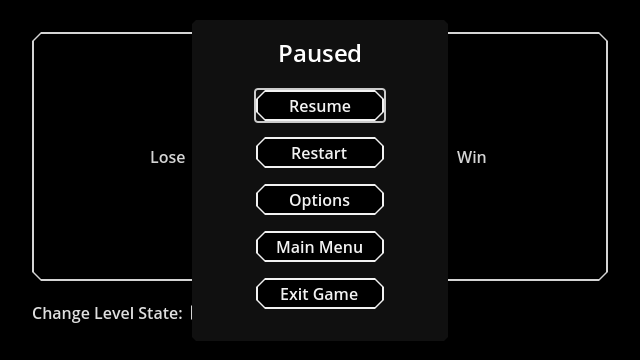 Paused
Resume
Restart
Lose
Win
Options
Main Menu
Exit Game
Change Level State: